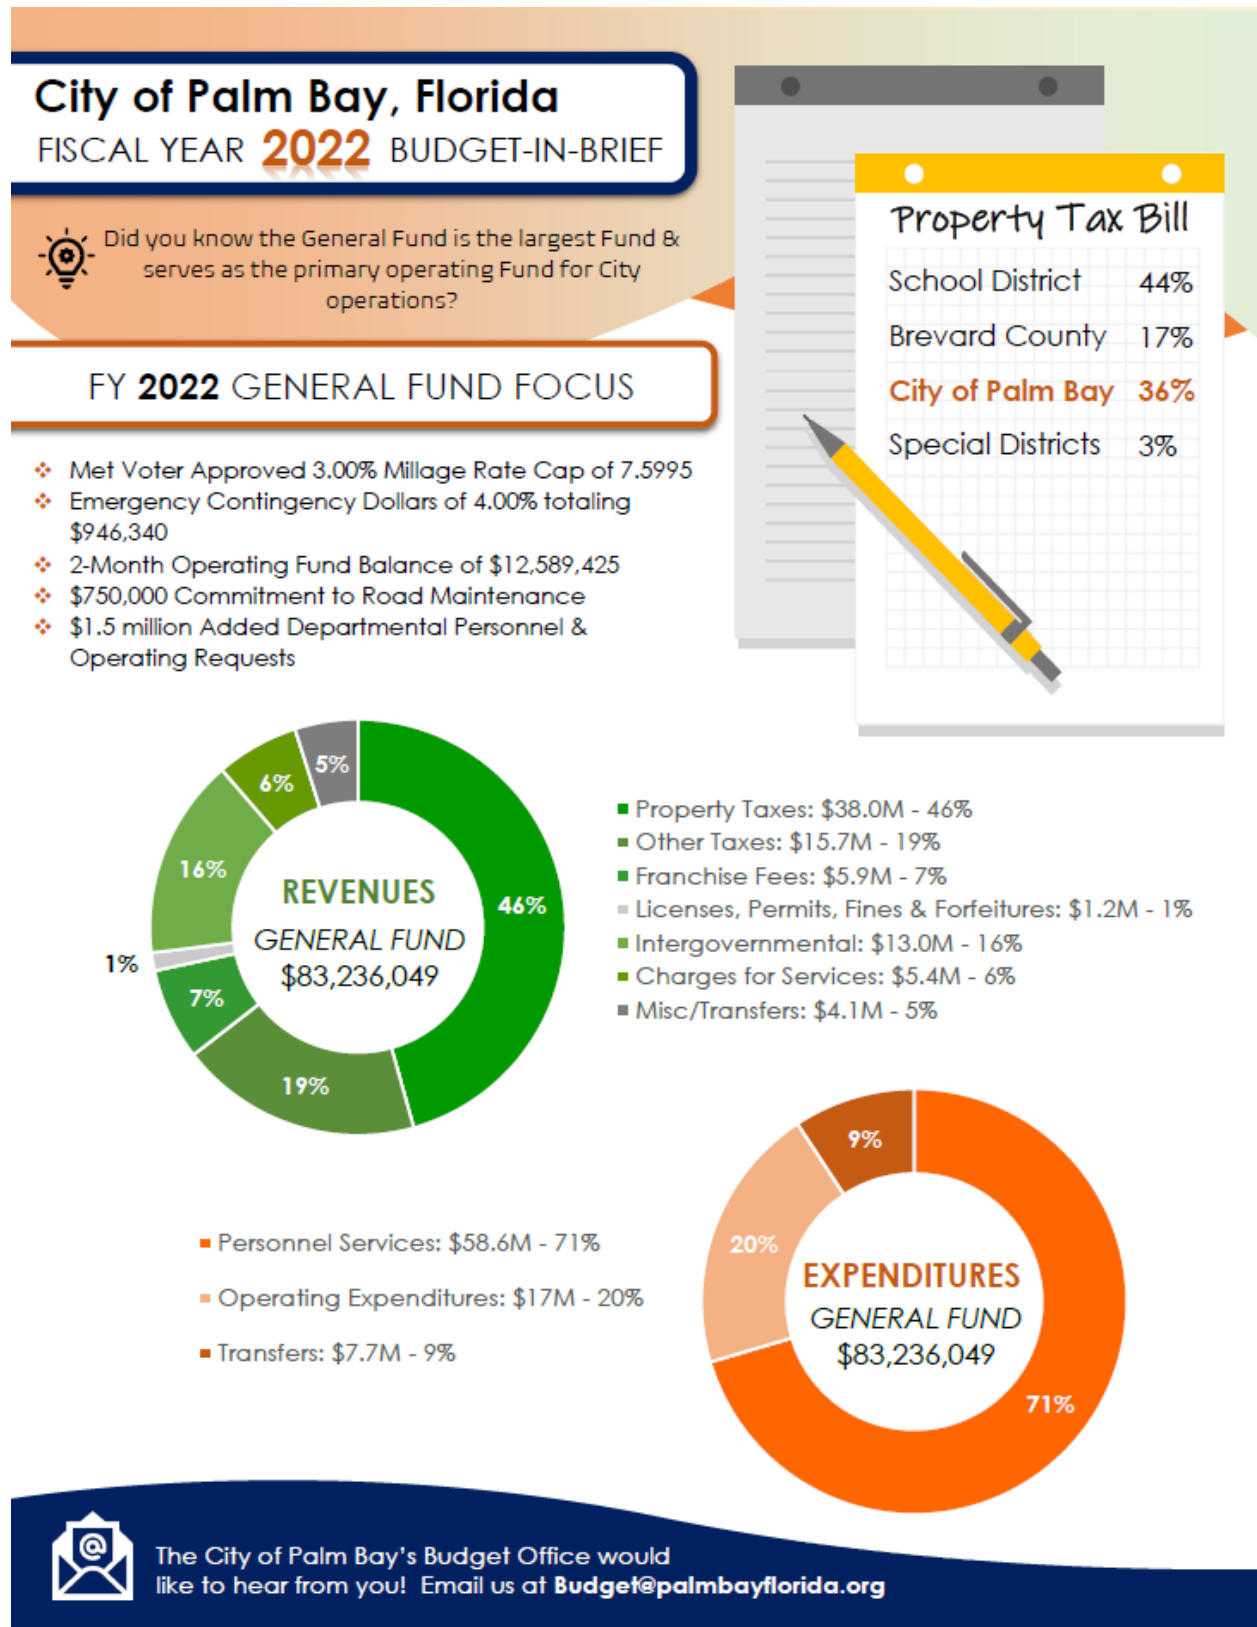 City of Palm Bay, Florida
FISCAL YEAR 2022 BUDGET-IN-BRIEF
Did you know the General Fund is the largest Fund &
serves as the primary operating Fund for City
operations?
Property Tax Bill
School District 44%
Brevard County 17%
City of Palm Bay 36%
Special Districts 3%
FY 2022 GENERAL FUND FOCUS
Met Voter Approved 3.00% Millage Rate Cap of 7.5995
Emergency Contingency Dollars of 4.00% totaling
$946,340
2-Month Operating Fund Balance of $12,589,425
$750,000 Commitment to Road Maintenance
$1.5 million Added Departmental Personnel &
Operating Requests
5%
6%
16%
46%
1%
7%
19%
REVENUES
GENERAL FUND
$83,236,049
Property Taxes: $38.0M - 46%
Other Taxes: $15.7M - 19%
Franchise Fees: $5.9M - 7%
Licenses, Permits, Fines & Forfeitures: $1.2M - 1%
Intergovernmental: $13.0M - 16%
Charges for Services: $5.4M - 6%
Misc/Transfers: $4.1M - 5%
Personnel Services: $58.6M - 71%
Operating Expenditures: $17M - 20%
Transfers: $7.7M - 9%
9%
20%
71%
EXPENDITURES
GENERAL FUND
$83,236,049
@
The City of Palm Bay's Budget Office would
like to hear from you! Email us at Budget@palmbayflorida.org